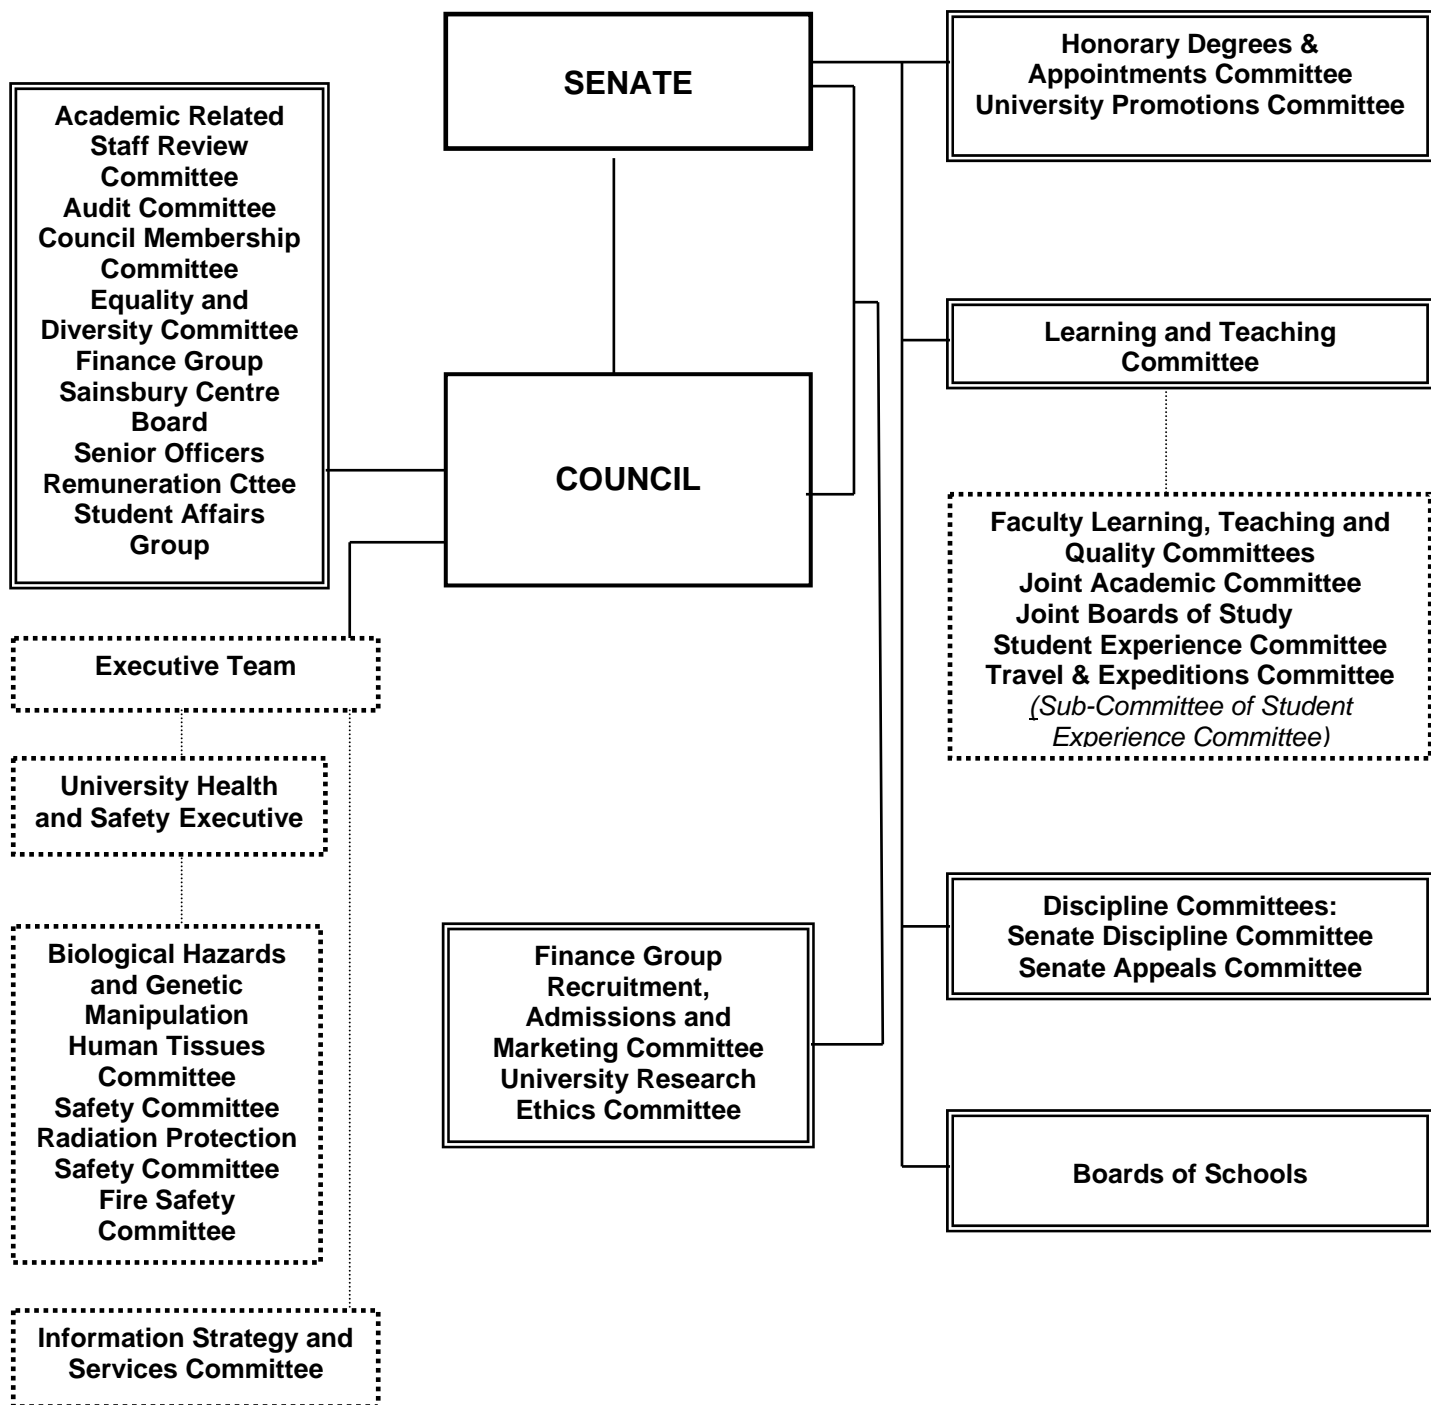 SENATE
Honorary Degrees &
Appointments Committee
University Promotions Committee
Academic Related
Staff Review
Committee
Audit Committee
Council Membership
Committee
Equality and
Diversity Committee
Finance Group
Sainsbury Centre
Board
Senior Officers
Remuneration Cttee
Student Affairs
Group
Learning and Teaching
Committee
COUNCIL
Faculty Learning, Teaching and
Quality Committees
Joint Academic Committee
Joint Boards of Study
Student Experience Committee
Travel & Expeditions Committee
(Sub-Committee of Student
Experience Committee)
Executive Team
University Health
and Safety Executive
Biological Hazards
and Genetic
Manipulation
Human Tissues
Committee
Safety Committee
Radiation Protection
Safety Committee
Fire Safety
Committee
Finance Group
Recruitment,
Admissions and
Marketing Committee
University Research
Ethics Committee
Discipline Committees:
Senate Discipline Committee
Senate Appeals Committee
Boards of Schools
Information Strategy and
Services Committee